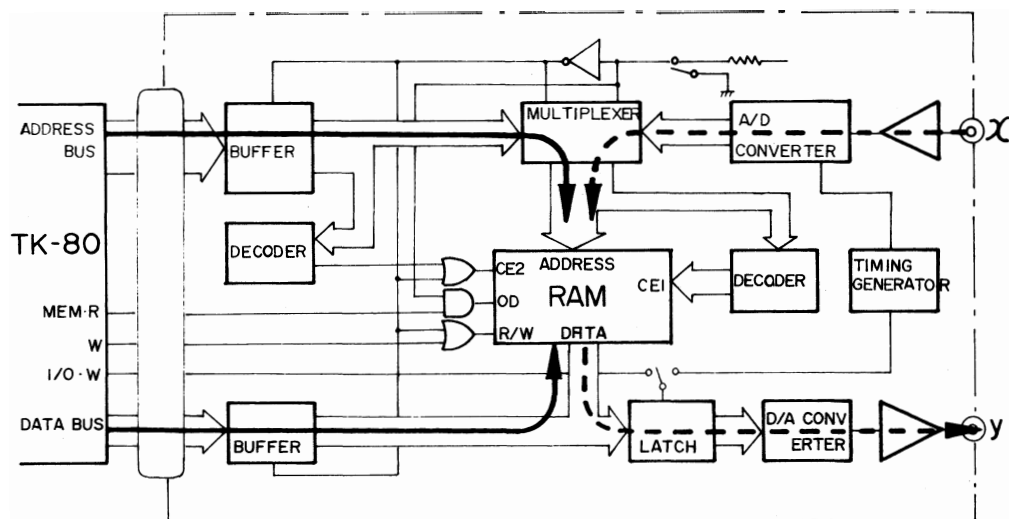 ADDRESS
BUS
BUFFER
MULTIPLEXER
A/D
CONVERTER
x
DECODER
TK-80
CE2
ADDRESS
RAM
CE1
DECODER
TIMING
GENERATOR
MEM·R
OD
W
R/W
DATA
I/O·W
DATA BUS
BUFFER
LATCH
D/A CONV
ERTER
y